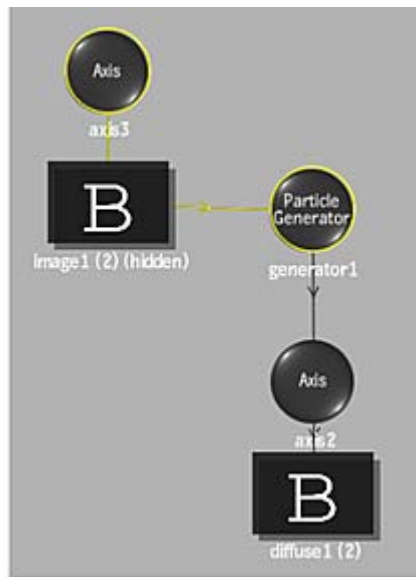 Axis
axis3
B
image1 (2) (hidden)
Particle
Generator
generator1
Axis
axis2
B
diffuse1 (2)